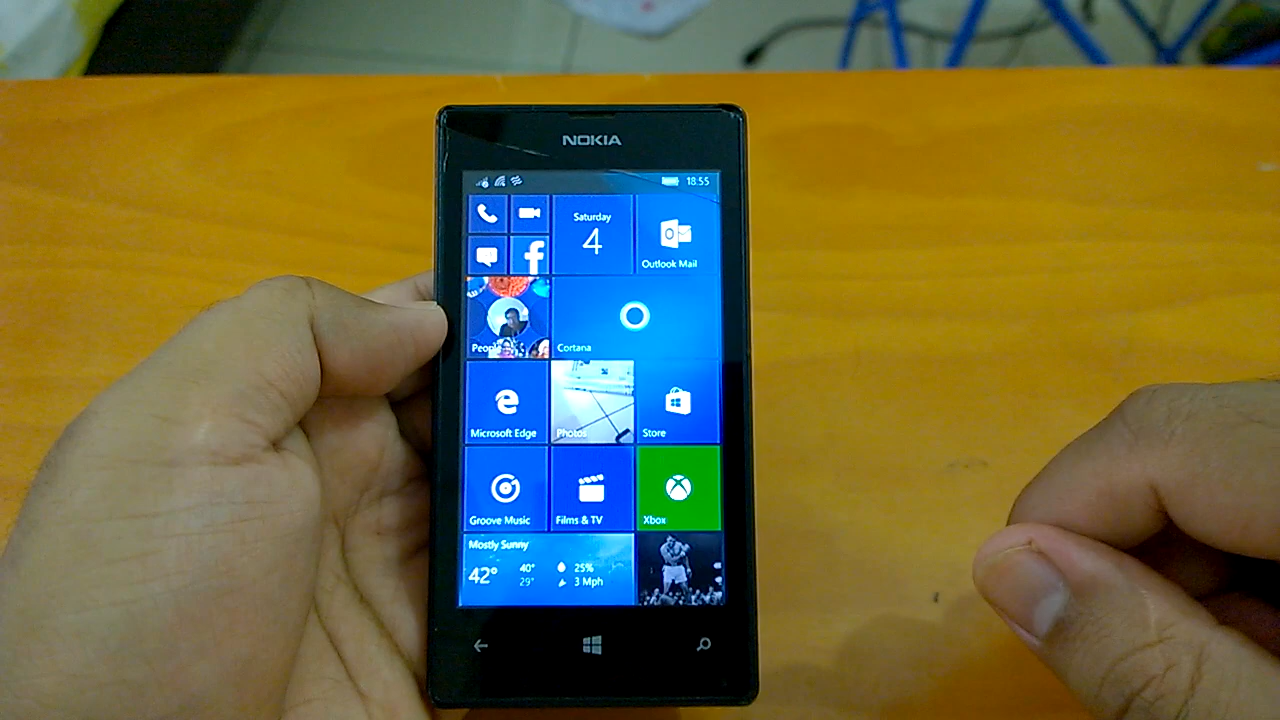 NOKIA
18:55
Saturday
4
Outlook Mail
People
Cortana
Microsoft Edge
Photos
Store
Groove Music
Films & TV
Xbox
Mostly Sunny
42°
40°
29°
25%
3 Mph